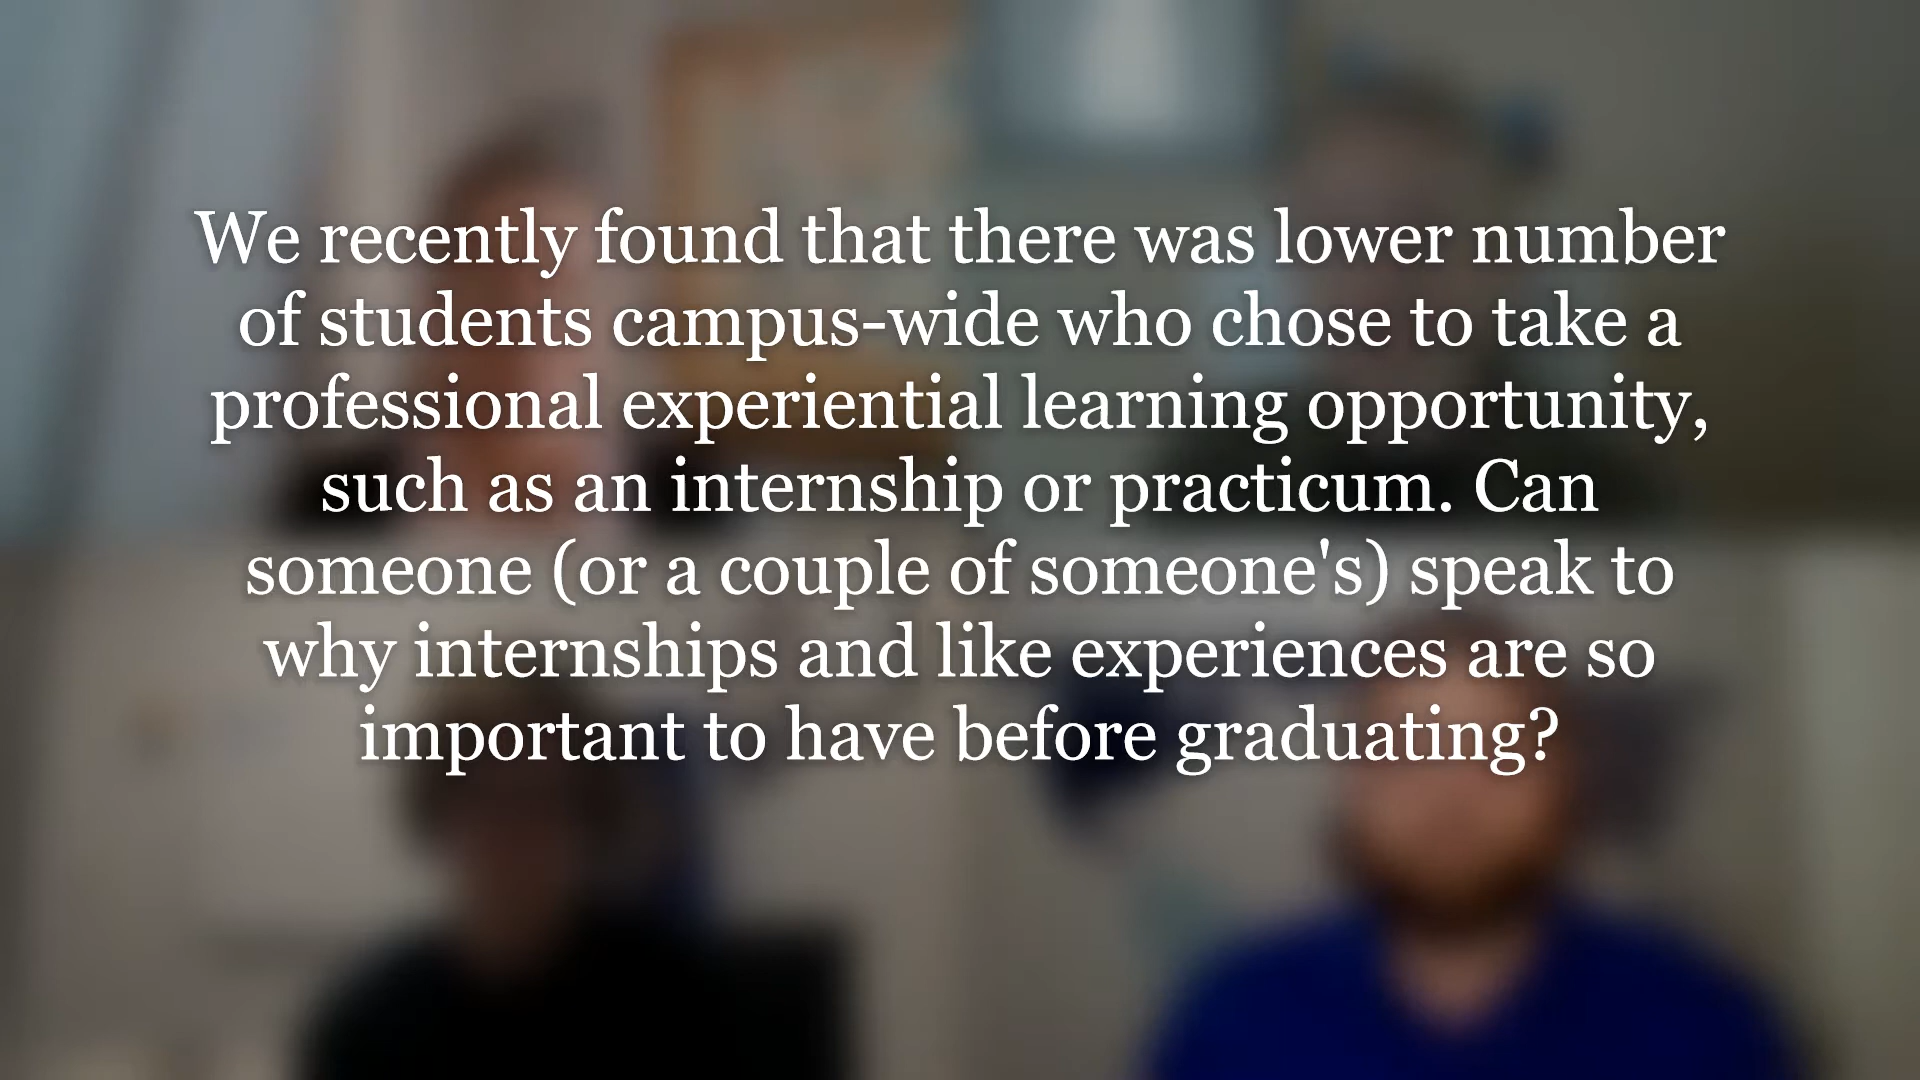 We recently found that there was lower number
of students campus-wide who chose to take a
professional experiential learning opportunity,
such as an internship or practicum. Can
someone (or a couple of someone's) speak to
why internships and like experiences are so
important to have before graduating?